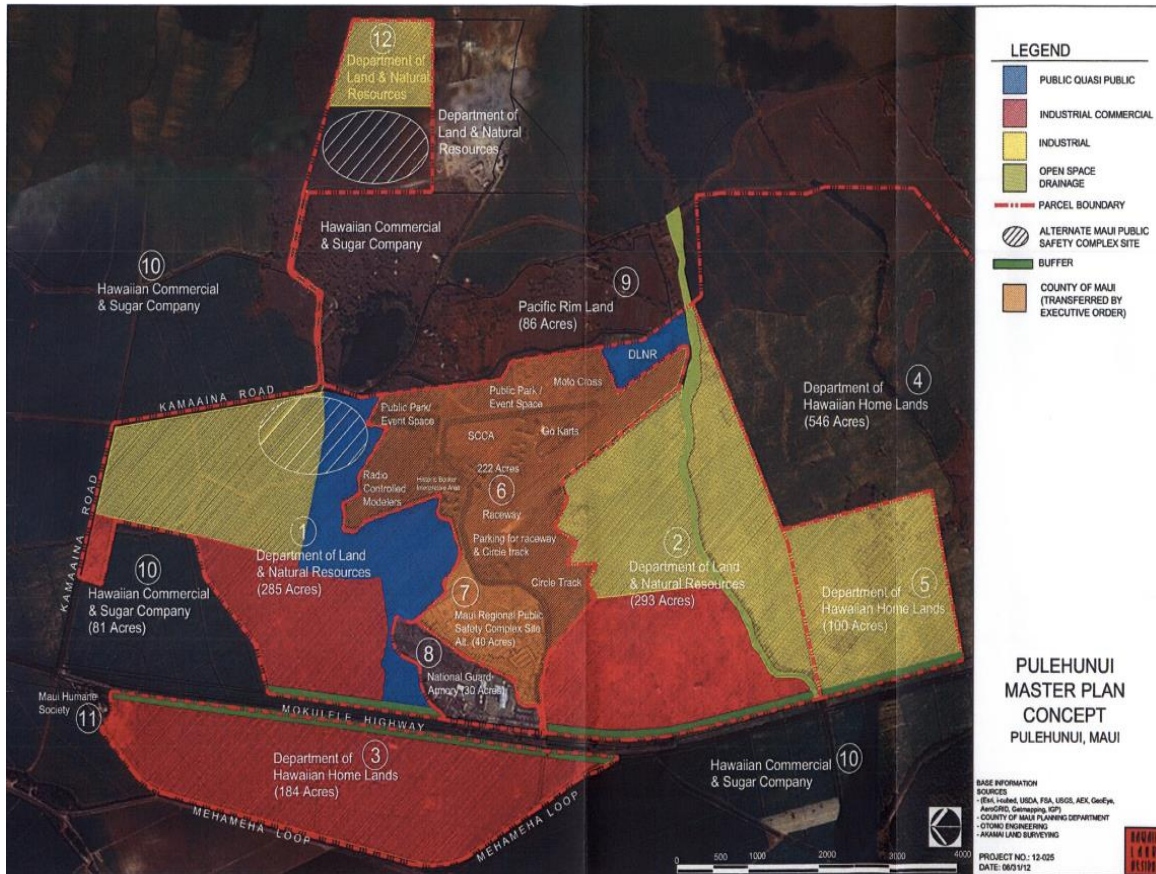 12
Department of
Land & Natural
Resources
Department of
Land & Natural
Resources
Hawaiian Commercial
& Sugar Company
10
Hawaiian Commercial
& Sugar Company
9
Pacific Rim Land
(86 Acres)
DLNR
4
Department of
Hawaiian Home Lands
(546 Acres)
KAMAAINA ROAD
KAMAAINA ROAD
Public Park/
Event Space
Public Park /
Event Space
Moto Cross
SCCA
Go Karts
222 Acres
6
Raceway
Radio
Controlled
Modelers
Parking for raceway
& Circle track
Circle Track
1
Department of Land
& Natural Resources
(285 Acres)
2
Department of Land
& Natural Resources
(293 Acres)
5
Department of
Hawaiian Home Lands
(100 Acres)
10
Hawaiian Commercial
& Sugar Company
(81 Acres)
7
Maui Regional Public
Safety Complex Site
Alt. (40 Acres)
8
National Guard
Armory (30 Acres)
Maui Humane
Society
11
MOKULELE HIGHWAY
3
Department of
Hawaiian Home Lands
(184 Acres)
MEHAMEHA LOOP
MEHAMEHA LOOP
Hawaiian Commercial
& Sugar Company
10
0 500 1000 2000 3000 4000
LEGEND
PUBLIC QUASI PUBLIC
INDUSTRIAL COMMERCIAL
INDUSTRIAL
OPEN SPACE
DRAINAGE
PARCEL BOUNDARY
ALTERNATE MAUI PUBLIC
SAFETY COMPLEX SITE
BUFFER
COUNTY OF MAUI
(TRANSFERRED BY
EXECUTIVE ORDER)
PULEHUNUI
MASTER PLAN
CONCEPT
PULEHUNUI, MAUI
BASE INFORMATION
SOURCES
- (Esri, i-cubed, USDA, FSA, USGS, AEX, GeoEye,
AeroGRID, Getmapping, IGP)
- COUNTY OF MAUI PLANNING DEPARTMENT
- OTOMO ENGINEERING
- AKAMAI LAND SURVEYING
PROJECT NO.: 12-025
DATE: 08/31/12